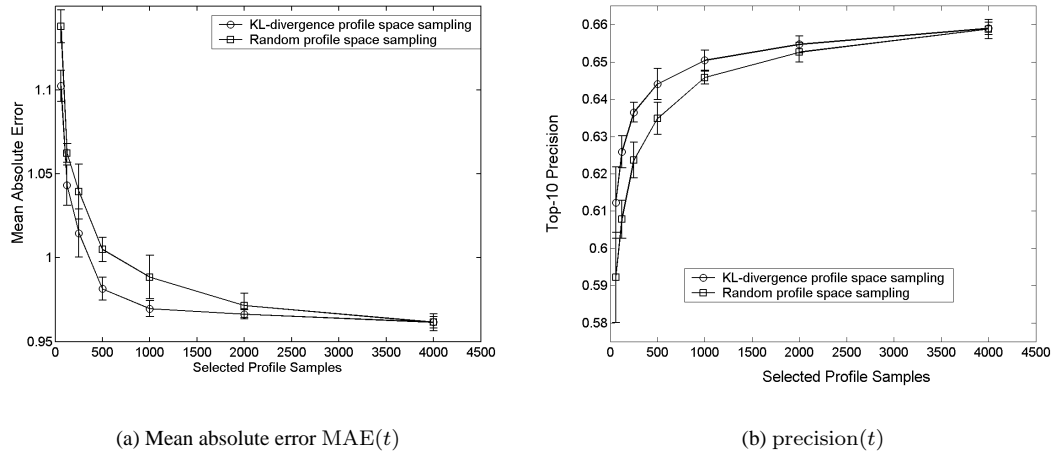 KL-divergence profile space sampling
Random profile space sampling
1.1
1.05
1
0.95
Mean Absolute Error
0 500 1000 1500 2000 2500 3000 3500 4000 4500
Selected Profile Samples
(a) Mean absolute error MAE(t)
0.66
0.65
0.64
0.63
0.62
0.61
0.6
0.59
0.58
Top-10 Precision
KL-divergence profile space sampling
Random profile space sampling
0 500 1000 1500 2000 2500 3000 3500 4000 4500
Selected Profile Samples
(b) precision(t)